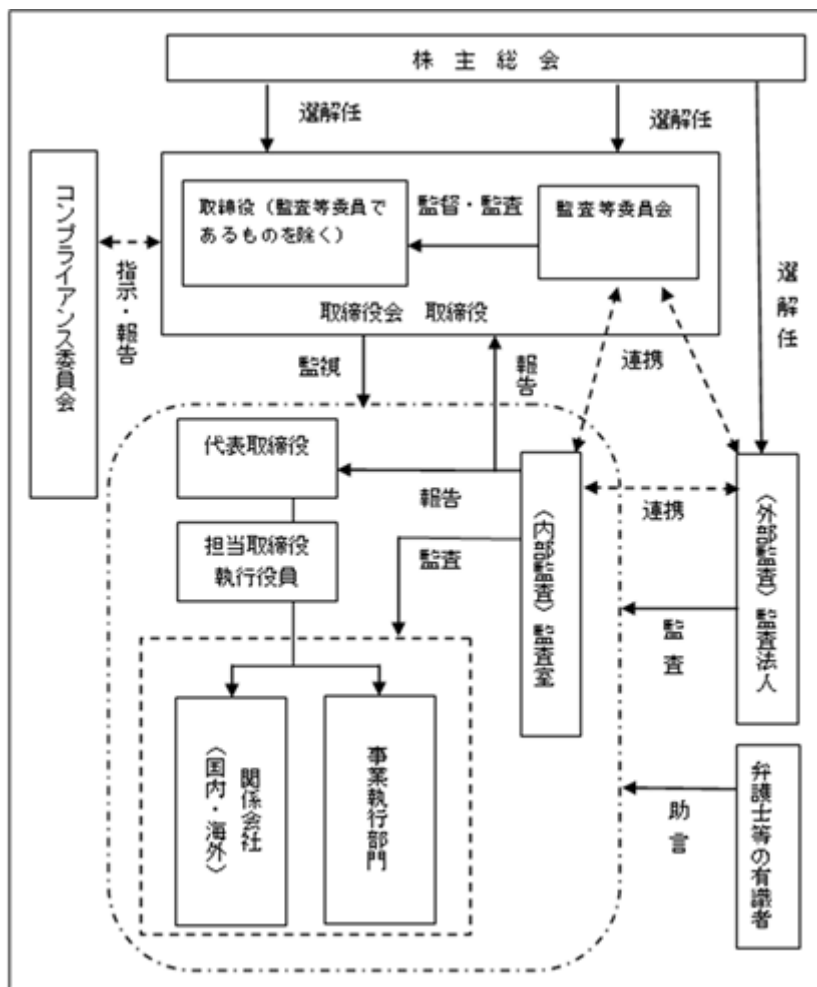 株主総会
選解任
選解任
コンプライアンス委員会
取締役（監査等委員で
あるものを除く）
監督・監査
監査等委員会
指示・報告
選解任
取締役会　取締役
監視
報告
連携
代表取締役
報告
連携
担当取締役
執行役員
監査
〈内部監査〉監査室
〈外部監査〉監査法人
監査
関係会社
〈国内・海外〉
事業執行部門
助言
弁護士等の有識者